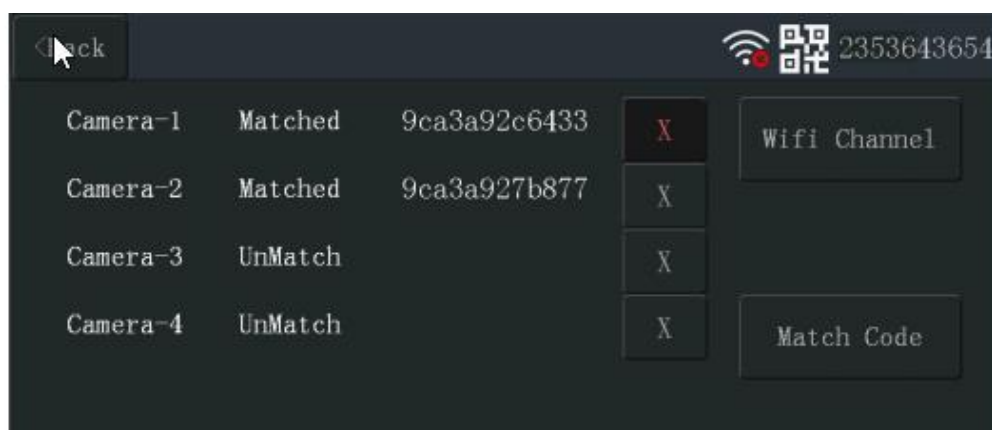 Back 2353643654
Camera-1 Matched 9ca3a92c6433 X Wifi Channel
Camera-2 Matched 9ca3a927b877 X
Camera-3 UnMatch X
Camera-4 UnMatch X Match Code